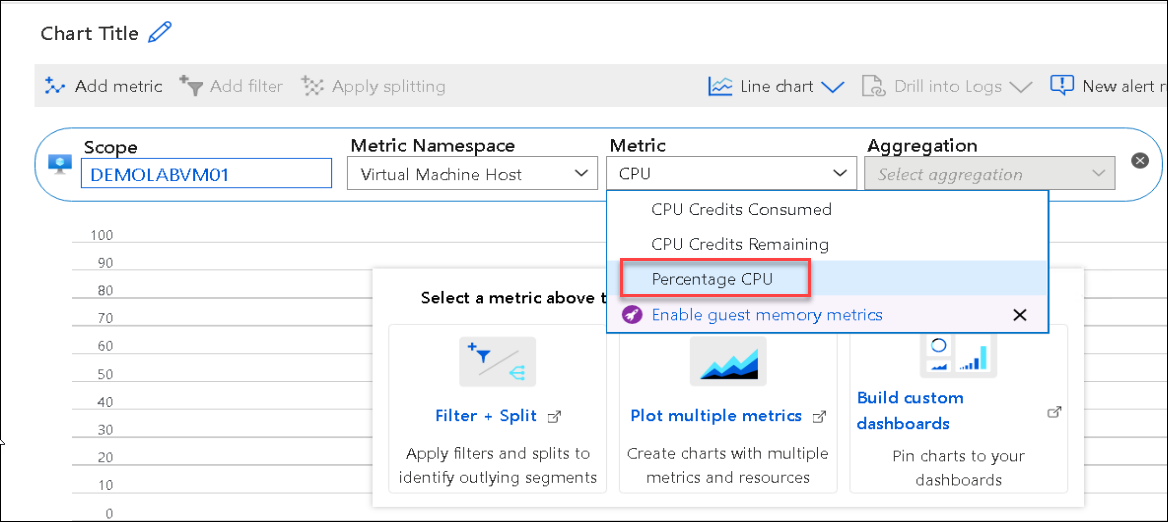 Chart Title
Add metric Add filter Apply splitting Line chart Drill into Logs New alert r
Scope Metric Namespace Metric Aggregation
DEMOLABVM01 Virtual Machine Host CPU Select aggregation
CPU Credits Consumed
CPU Credits Remaining
Percentage CPU
Enable guest memory metrics
100
90
80
70
60
50
40
30
20
10
0
Select a metric above t
Filter + Split
Apply filters and splits to
identify outlying segments
Plot multiple metrics
Create charts with multiple
metrics and resources
Build custom
dashboards
Pin charts to your
dashboards